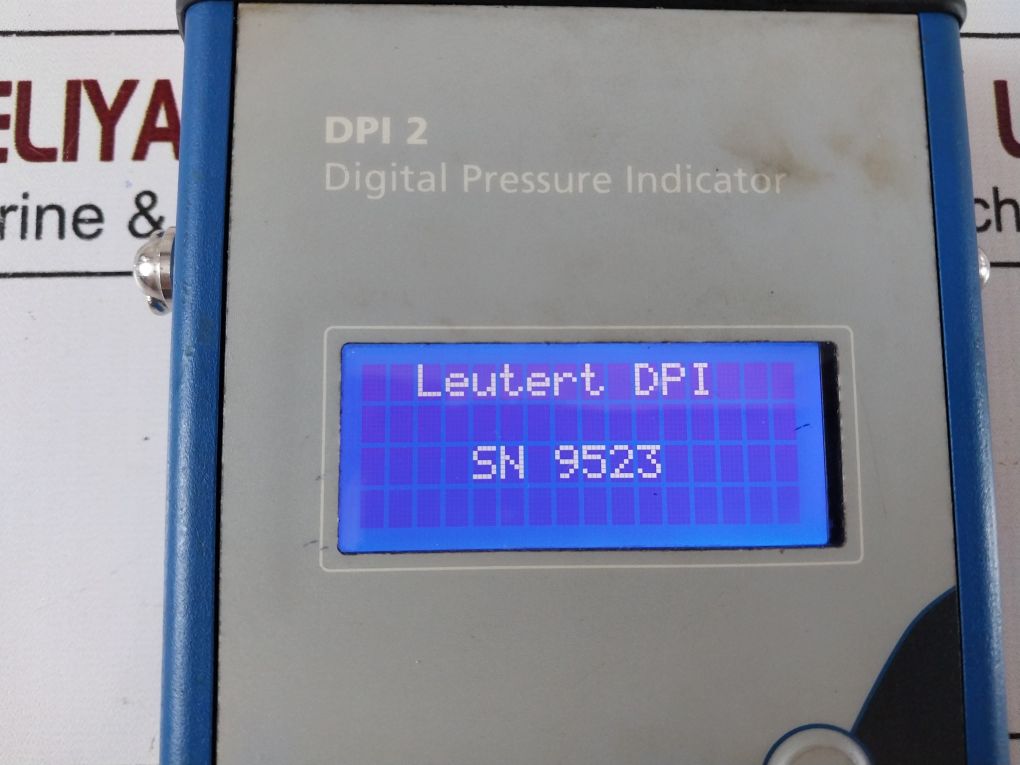 ELIYA
rine &
DPI 2
Digital Pressure Indicator
Leutert DPI
SN 9523
ch